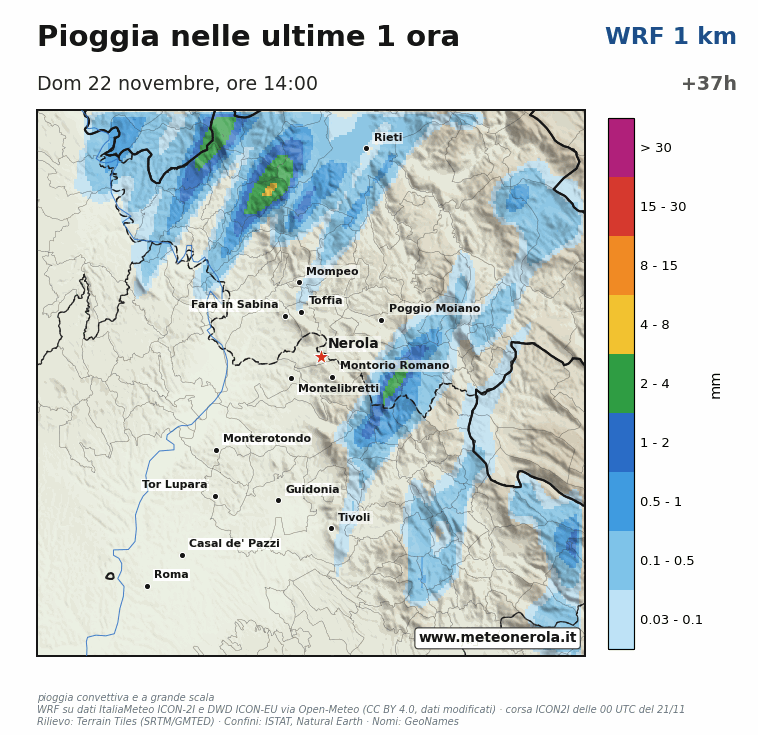 Pioggia nelle ultime 1 ora
WRF 1 km
Dom 22 novembre, ore 14:00
+37h
Rieti
Mompeo
Fara in Sabina
Toffia
Poggio Moiano
Nerola
Montorio Romano
Montelibretti
Monterotondo
Tor Lupara
Guidonia
Tivoli
Casal de' Pazzi
Roma
www.meteonerola.it
> 30
15 - 30
8 - 15
4 - 8
2 - 4
1 - 2
0.5 - 1
0.1 - 0.5
0.03 - 0.1
mm
pioggia convettiva e a grande scala
WRF su dati ItaliaMeteo ICON-2I e DWD ICON-EU via Open-Meteo (CC BY 4.0, dati modificati) · corsa ICON2I delle 00 UTC del 21/11
Rilievo: Terrain Tiles (SRTM/GMTED) · Confini: ISTAT, Natural Earth · Nomi: GeoNames